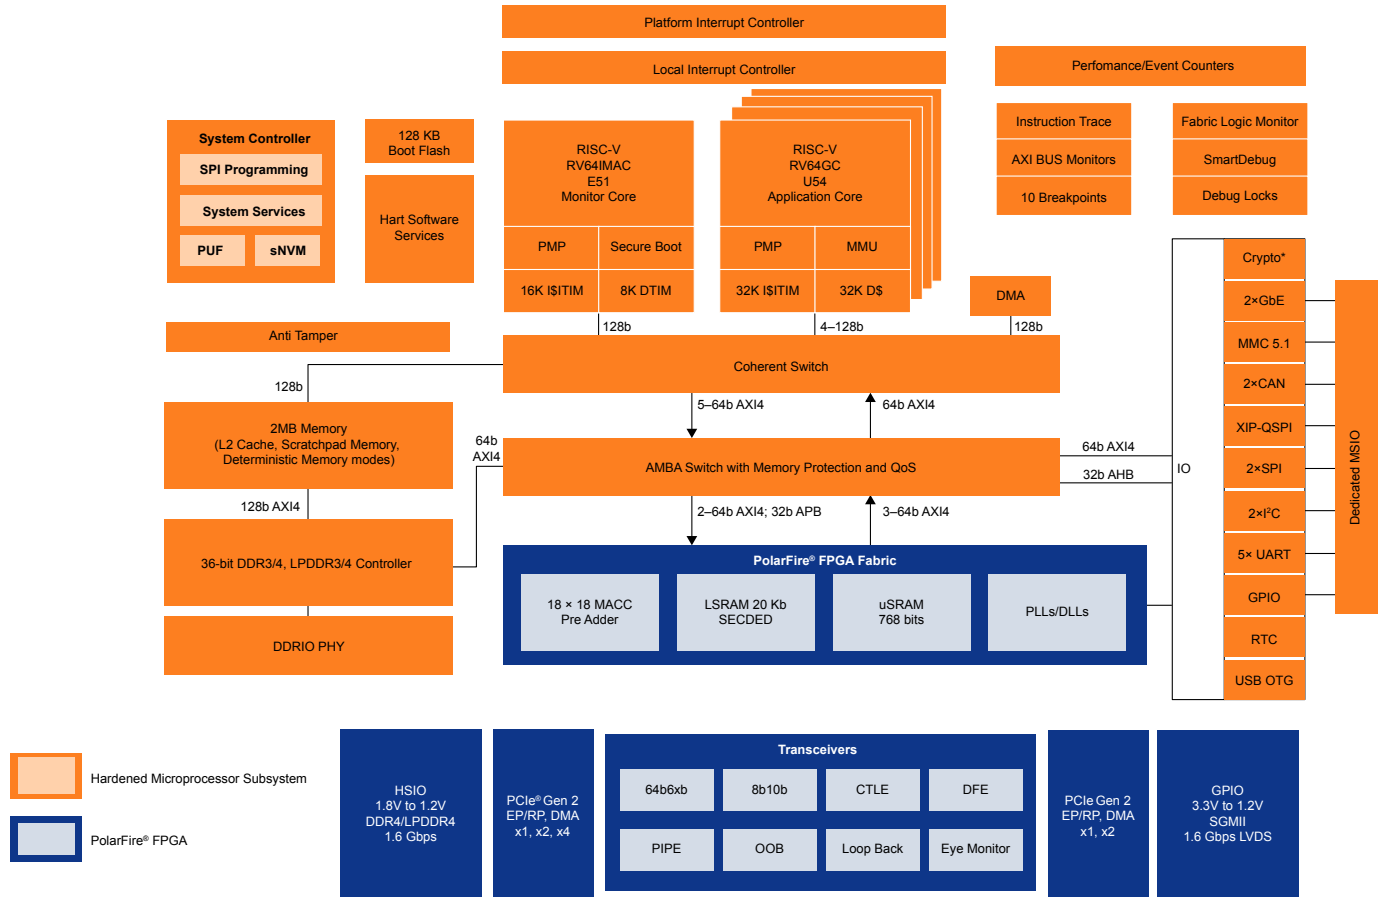 Platform Interrupt Controller
Local Interrupt Controller
Perfomance/Event Counters
System Controller
SPI Programming
System Services
PUF
sNVM
128 KB
Boot Flash
Hart Software
Services
RISC-V
RV64IMAC
E51
Monitor Core
PMP
Secure Boot
16K I$ITIM
8K DTIM
RISC-V
RV64GC
U54
Application Core
PMP
MMU
32K I$ITIM
32K D$
Instruction Trace
AXI BUS Monitors
10 Breakpoints
Fabric Logic Monitor
SmartDebug
Debug Locks
DMA
Anti Tamper
128b
4–128b
128b
Coherent Switch
128b
5–64b AXI4
64b AXI4
2MB Memory
(L2 Cache, Scratchpad Memory,
Deterministic Memory modes)
64b
AXI4
AMBA Switch with Memory Protection and QoS
64b AXI4
32b AHB
IO
128b AXI4
2–64b AXI4; 32b APB
3–64b AXI4
36-bit DDR3/4, LPDDR3/4 Controller
DDRIO PHY
PolarFire® FPGA Fabric
18 × 18 MACC
Pre Adder
LSRAM 20 Kb
SECDED
uSRAM
768 bits
PLLs/DLLs
Crypto*
2×GbE
MMC 5.1
2×CAN
XIP-QSPI
2×SPI
2×I²C
5× UART
GPIO
RTC
USB OTG
Dedicated MSIO
Hardened Microprocessor Subsystem
PolarFire® FPGA
HSIO
1.8V to 1.2V
DDR4/LPDDR4
1.6 Gbps
PCIe® Gen 2
EP/RP, DMA
x1, x2, x4
Transceivers
64b6xb
8b10b
CTLE
DFE
PIPE
OOB
Loop Back
Eye Monitor
PCIe Gen 2
EP/RP, DMA
x1, x2
GPIO
3.3V to 1.2V
SGMII
1.6 Gbps LVDS